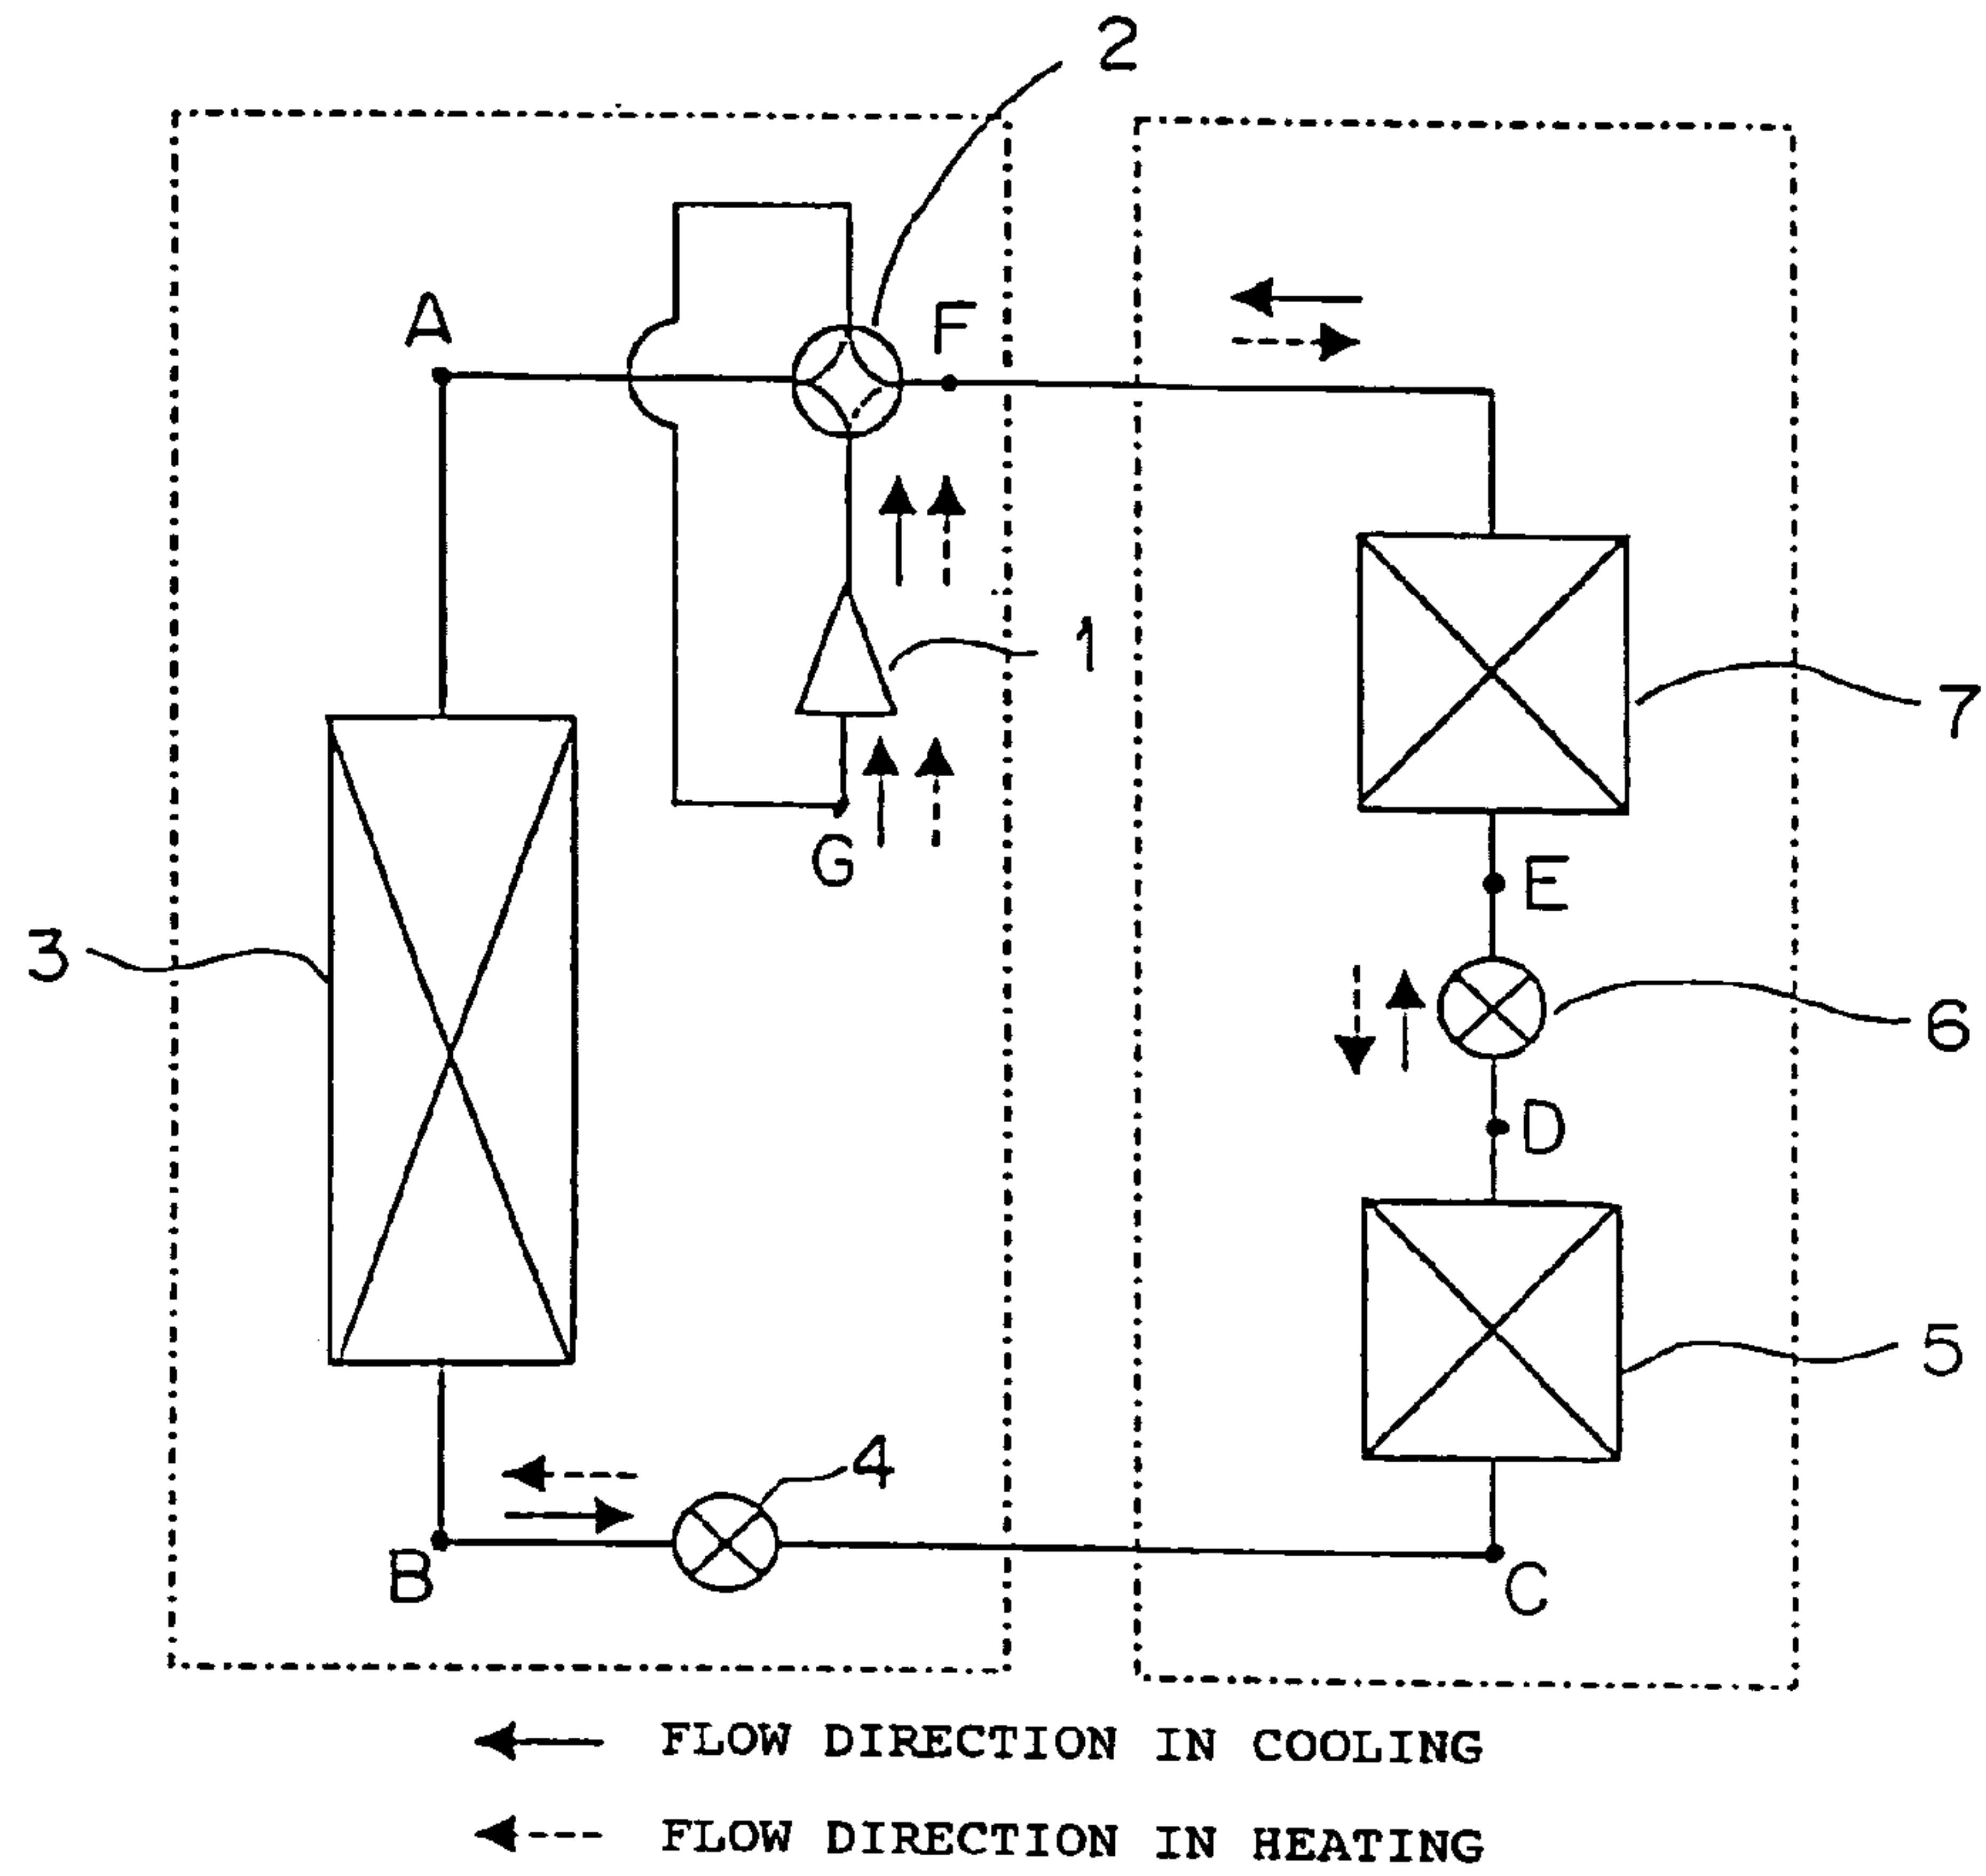 2
A
F
1
7
G
E
3
6
D
5
4
B
C
FLOW DIRECTION IN COOLING
FLOW DIRECTION IN HEATING